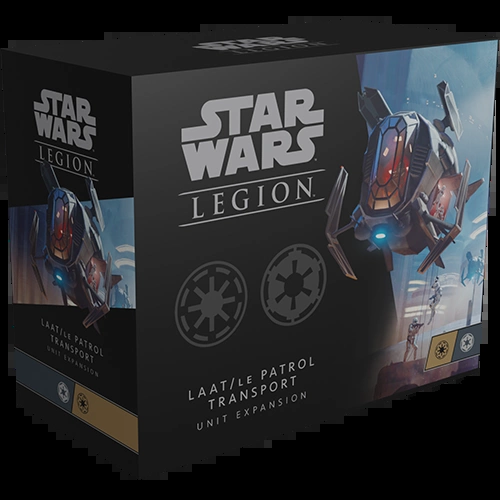 STAR
WARS
LEGION
LAAT/LE PATROL
TRANSPORT
UNIT EXPANSION
STAR
WARS
LEGION
LAAT/LE PATROL
TRANSPORT
UNIT EXPANSION